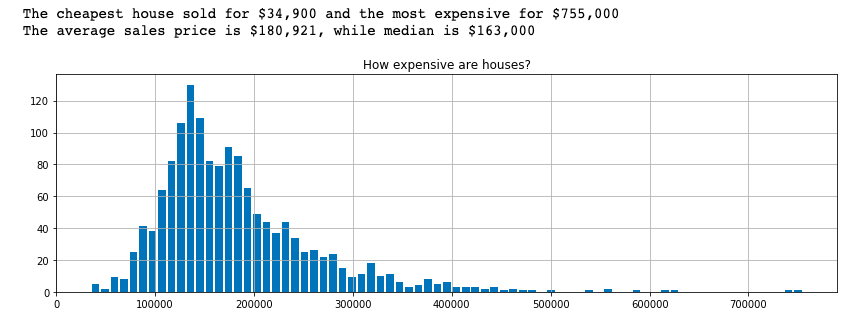 The cheapest house sold for $34,900 and the most expensive for $755,000
The average sales price is $180,921, while median is $163,000
How expensive are houses?
120
100
80
60
40
20
0
0 100000 200000 300000 400000 500000 600000 700000